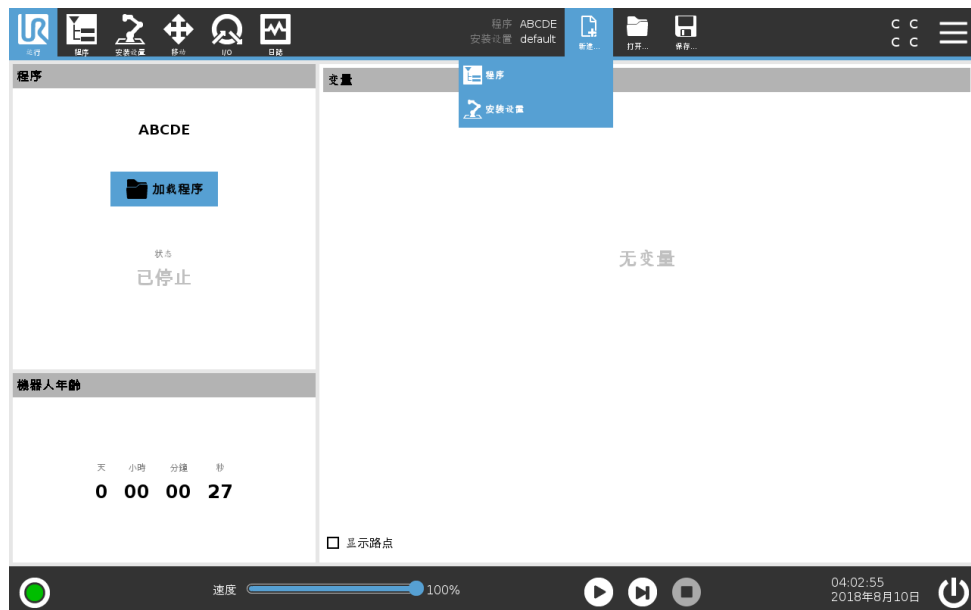 UR
运行 程序 安装设置 移动 I/O 日志
程序 ABCDE
安装设置 default
新建... 打开... 保存...
C C
C C
程序
安装设置
程序
变量
ABCDE
加载程序
状态
已停止
无变量
機器人年齡
天 小時 分鐘 秒
0 00 00 27
显示路点
速度 100%
04:02:55
2018年8月10日